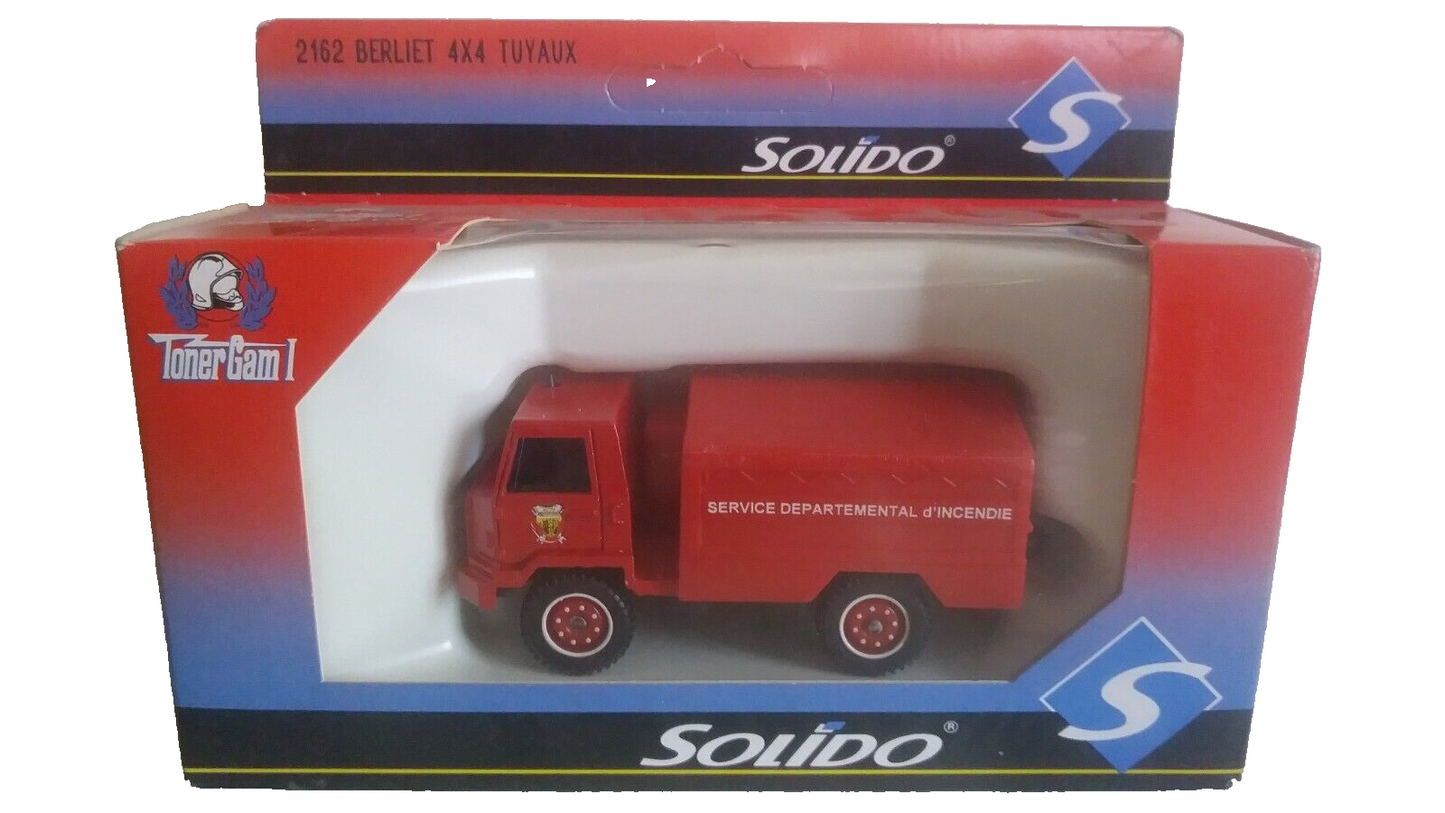 2162 BERLIET 4X4 TUYAUX
SOLIDO®
S
TonerGam I
SERVICE DEPARTEMENTAL d'INCENDIE
S
SOLIDO®